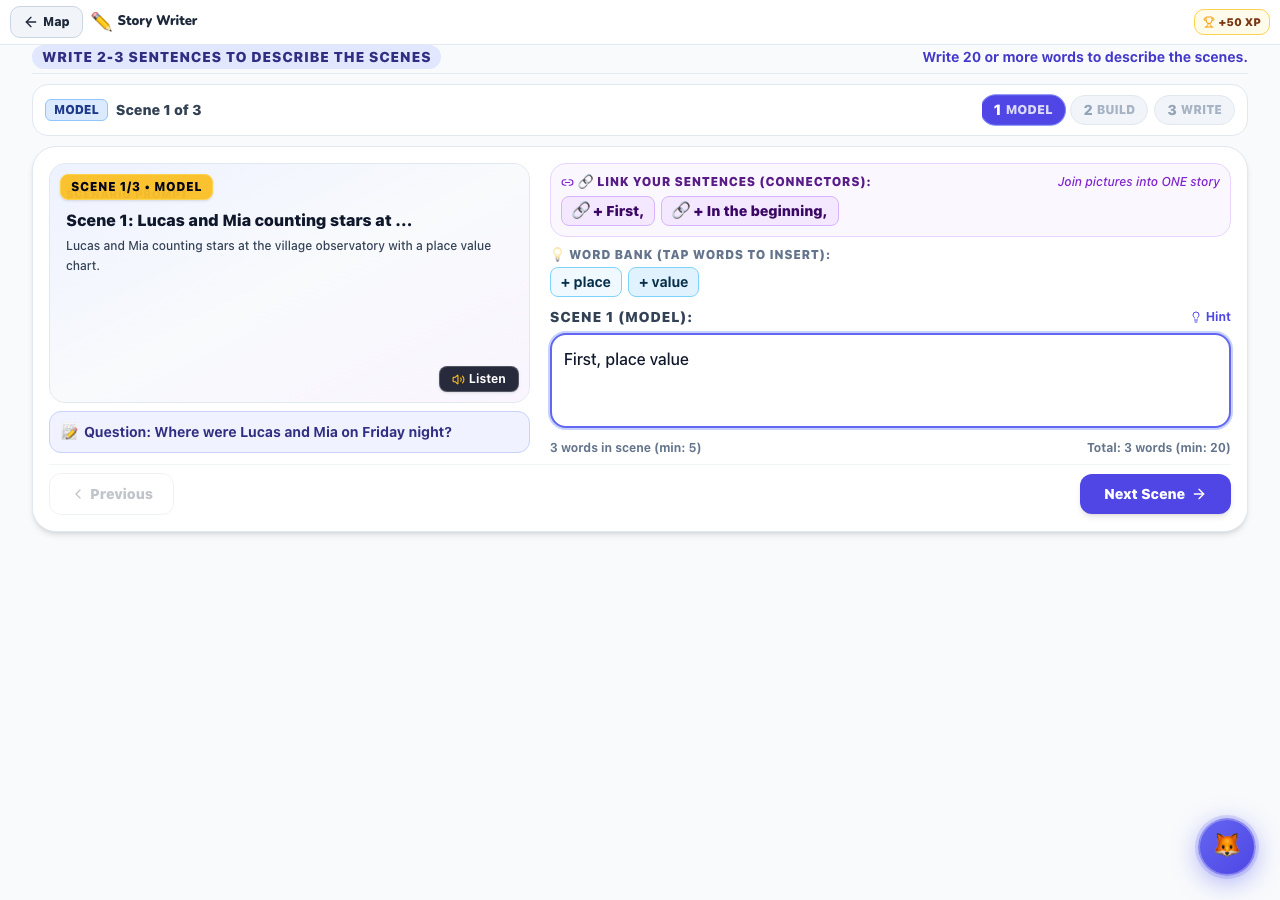 Map
Story Writer
+50 XP
WRITE 2-3 SENTENCES TO DESCRIBE THE SCENES
Write 20 or more words to describe the scenes.
MODEL
Scene 1 of 3
1 MODEL
2 BUILD
3 WRITE
SCENE 1/3 • MODEL
Scene 1: Lucas and Mia counting stars at ...
Lucas and Mia counting stars at the village observatory with a place value
chart.
Listen
Question: Where were Lucas and Mia on Friday night?
LINK YOUR SENTENCES (CONNECTORS):
Join pictures into ONE story
+ First,
+ In the beginning,
WORD BANK (TAP WORDS TO INSERT):
+ place
+ value
SCENE 1 (MODEL):
Hint
First, place value
3 words in scene (min: 5)
Total: 3 words (min: 20)
Previous
Next Scene